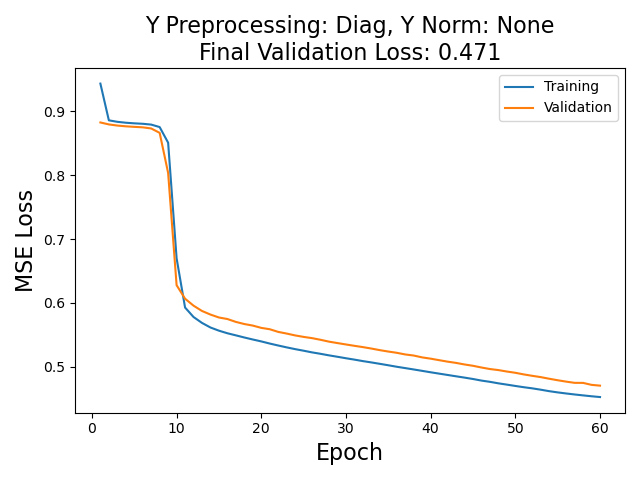 Y Preprocessing: Diag, Y Norm: None
Final Validation Loss: 0.471
Training
Validation
MSE Loss
0.9
0.8
0.7
0.6
0.5
0 10 20 30 40 50 60
Epoch